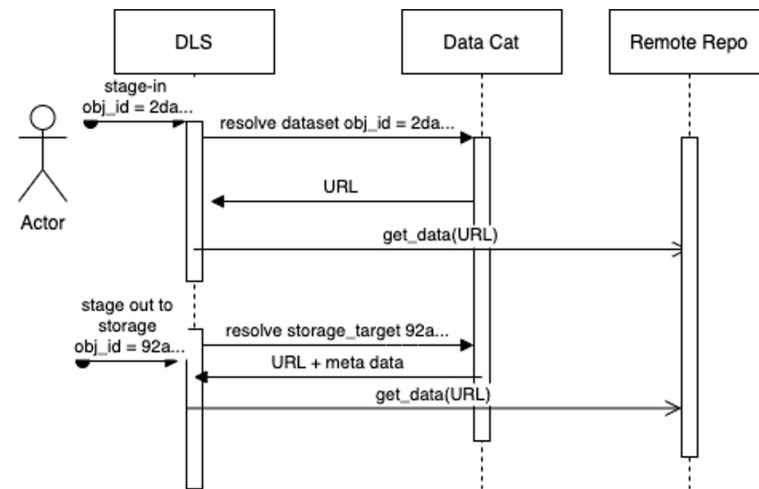 DLS
Data Cat
Remote Repo
stage-in
obj_id = 2da...
resolve dataset obj_id = 2da...
URL
Actor
get_data(URL)
stage out to
storage
obj_id = 92a...
resolve storage_target 92a...
URL + meta data
get_data(URL)